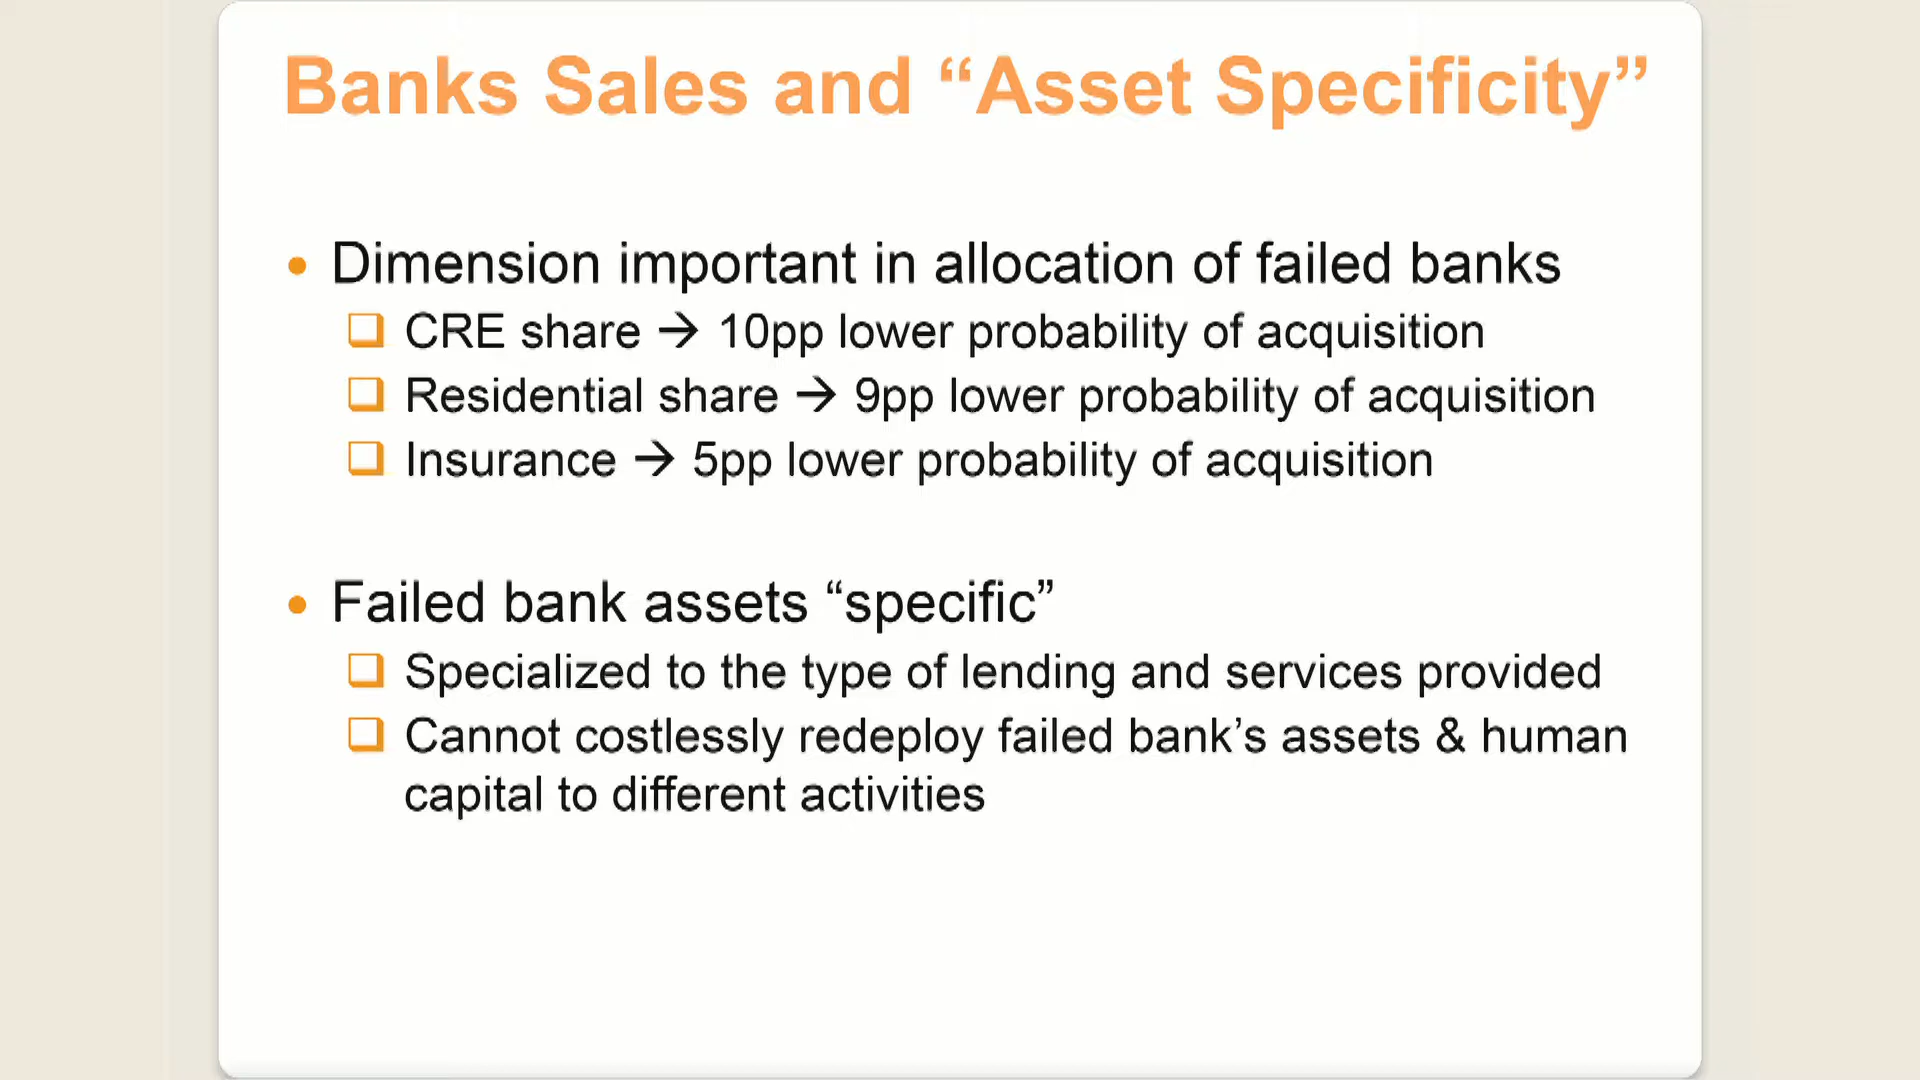 Banks Sales and “Asset Specificity”
• Dimension important in allocation of failed banks
❑ CRE share → 10pp lower probability of acquisition
❑ Residential share → 9pp lower probability of acquisition
❑ Insurance → 5pp lower probability of acquisition
• Failed bank assets “specific”
❑ Specialized to the type of lending and services provided
❑ Cannot costlessly redeploy failed bank’s assets & human
capital to different activities